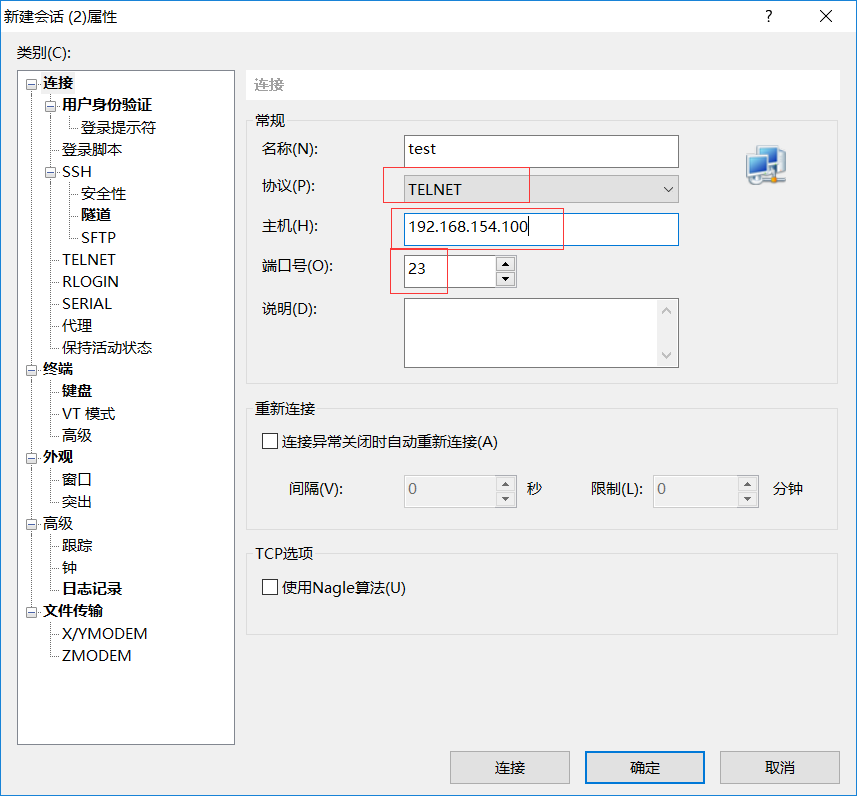 新建会话 (2)属性
?
类别(C):
连接
用户身份验证
登录提示符
登录脚本
SSH
安全性
隧道
SFTP
TELNET
RLOGIN
SERIAL
代理
保持活动状态
终端
键盘
VT 模式
高级
外观
窗口
突出
高级
跟踪
钟
日志记录
文件传输
X/YMODEM
ZMODEM
连接
常规
名称(N):
test
协议(P):
TELNET
主机(H):
192.168.154.100
端口号(O):
23
说明(D):
重新连接
连接异常关闭时自动重新连接(A)
间隔(V): 0 秒 限制(L): 0 分钟
TCP选项
使用Nagle算法(U)
连接 确定 取消